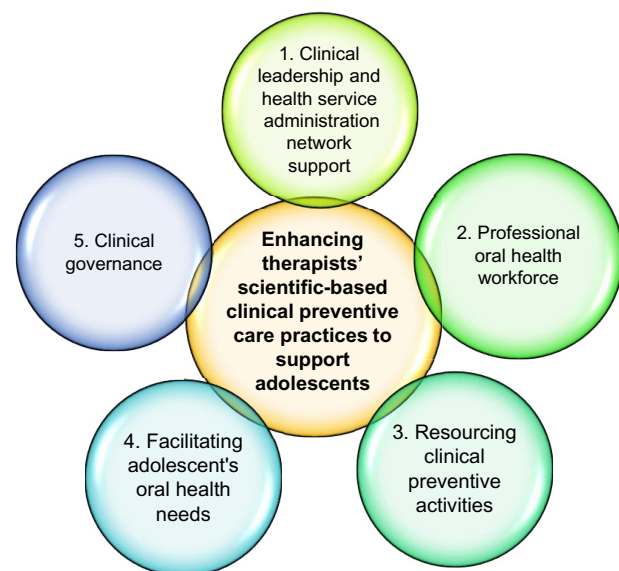 1. Clinical
leadership and
health service
administration
network
support
Enhancing
therapists’
scientific-based
clinical preventive
care practices to
support
adolescents
2. Professional
oral health
workforce
3. Resourcing
clinical
preventive
activities
4. Facilitating
adolescent's
oral health
needs
5. Clinical
governance